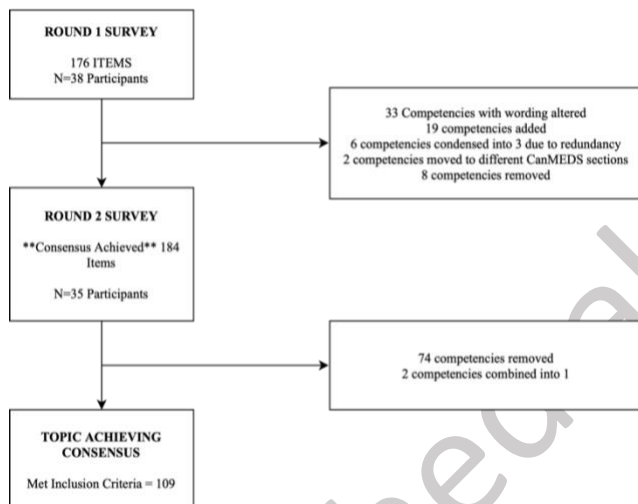 ROUND 1 SURVEY
176 ITEMS
N=38 Participants
33 Competencies with wording altered
19 competencies added
6 competencies condensed into 3 due to redundancy
2 competencies moved to different CanMEDS sections
8 competencies removed
ROUND 2 SURVEY
**Consensus Achieved** 184
Items
N=35 Participants
74 competencies removed
2 competencies combined into 1
TOPIC ACHIEVING
CONSENSUS
Met Inclusion Criteria = 109